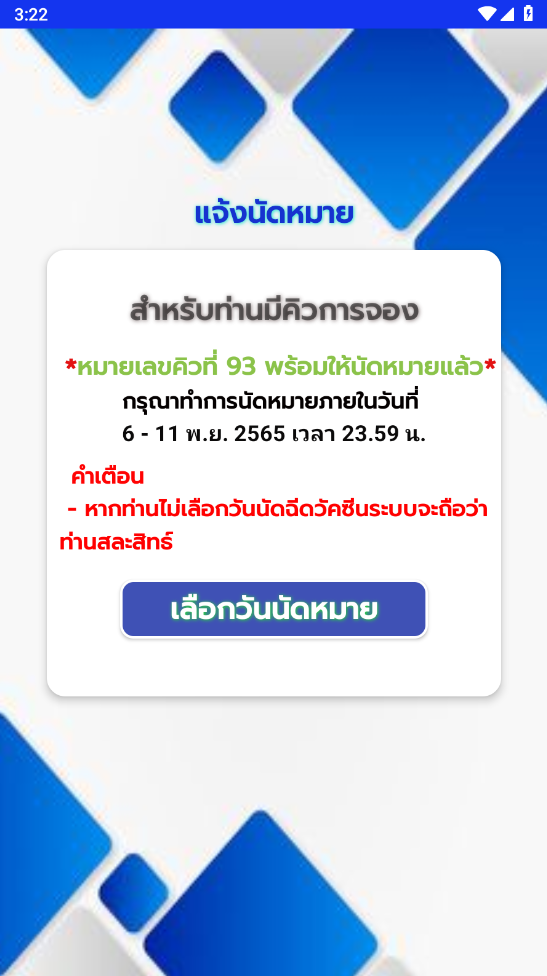 3:22
แจ้งนัดหมาย
สำหรับท่านมีคิวการจอง
*หมายเลขคิวที่ 93 พร้อมให้นัดหมายแล้ว*
กรุณาทำการนัดหมายภายในวันที่
6 - 11 พ.ย. 2565 เวลา 23.59 น.
คำเตือน
- หากท่านไม่เลือกวันนัดฉีดวัคซีนระบบจะถือว่า
ท่านสละสิทธ์
เลือกวันนัดหมาย